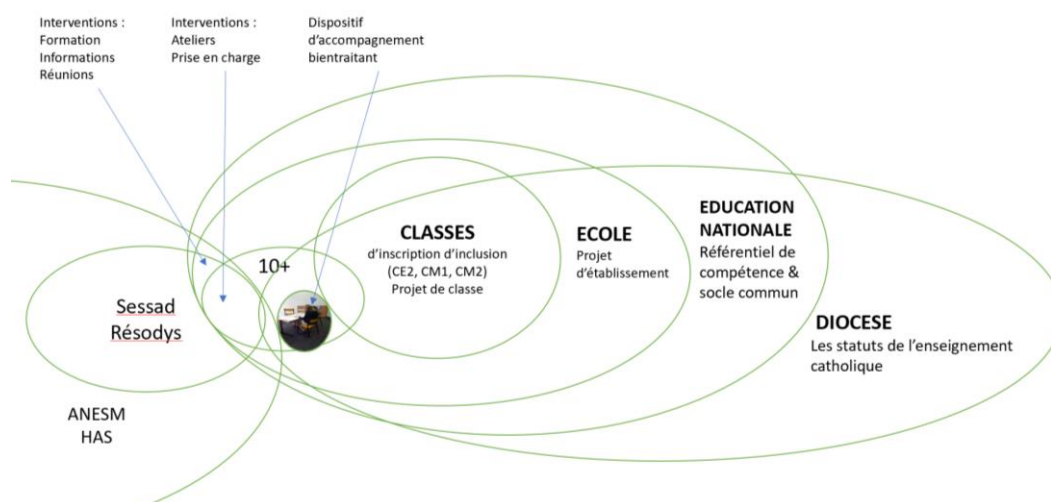 Interventions :
Formation
Informations
Réunions
Interventions :
Ateliers
Prise en charge
Dispositif
d'accompagnement
bientraitant
10+
CLASSES
d'inscription d'inclusion
(CE2, CM1, CM2)
Projet de classe
ECOLE
Projet
d'établissement
EDUCATION
NATIONALE
Référentiel de
compétence &
socle commun
DIOCESE
Les statuts de l'enseignement
catholique
Sessad
Résodys
ANESM
HAS